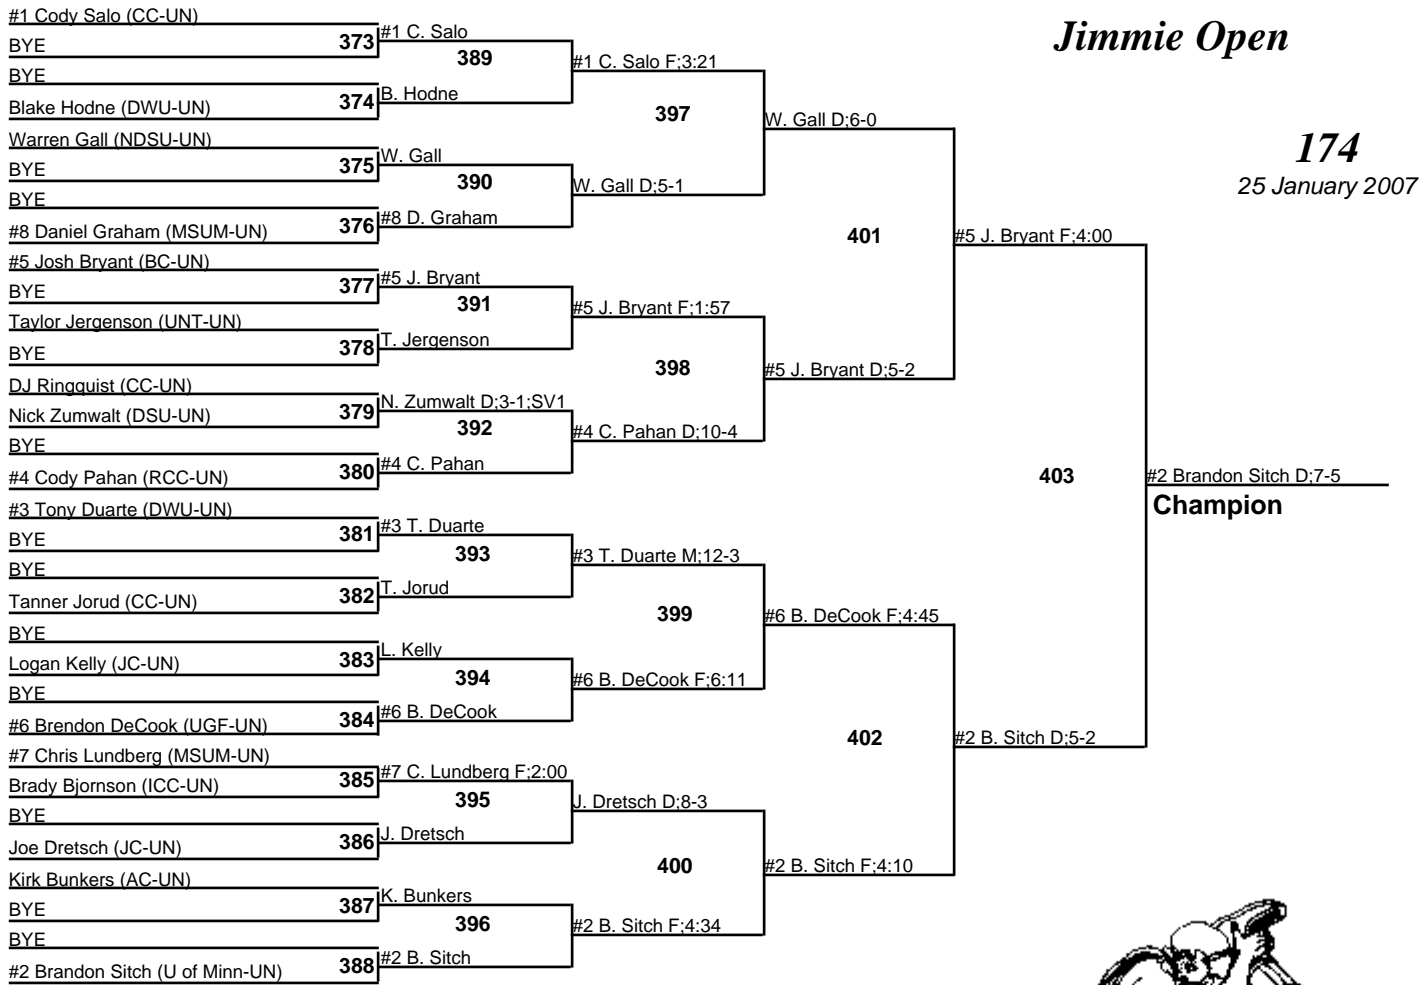 Jimmie Open
174
25 January 2007
#1 Cody Salo (CC-UN)
BYE
BYE
Blake Hodne (DWU-UN)
Warren Gall (NDSU-UN)
BYE
BYE
#8 Daniel Graham (MSUM-UN)
#5 Josh Bryant (BC-UN)
BYE
Taylor Jergenson (UNT-UN)
BYE
DJ Ringquist (CC-UN)
Nick Zumwalt (DSU-UN)
BYE
#4 Cody Pahan (RCC-UN)
#3 Tony Duarte (DWU-UN)
BYE
BYE
Tanner Jorud (CC-UN)
BYE
Logan Kelly (JC-UN)
BYE
#6 Brendon DeCook (UGF-UN)
#7 Chris Lundberg (MSUM-UN)
Brady Bjornson (ICC-UN)
BYE
Joe Dretsch (JC-UN)
Kirk Bunkers (AC-UN)
BYE
BYE
#2 Brandon Sitch (U of Minn-UN)
373
374
375
376
377
378
379
380
381
382
383
384
385
386
387
388
#1 C. Salo
389
B. Hodne
W. Gall
390
#8 D. Graham
#5 J. Bryant
391
T. Jergenson
N. Zumwalt D;3-1;SV1
392
#4 C. Pahan
#3 T. Duarte
393
T. Jorud
L. Kelly
394
#6 B. DeCook
#7 C. Lundberg F;2:00
395
J. Dretsch
K. Bunkers
396
#2 B. Sitch
#1 C. Salo F;3:21
397
W. Gall D;5-1
#5 J. Bryant F;1:57
398
#4 C. Pahan D;10-4
#3 T. Duarte M;12-3
399
#6 B. DeCook F;6:11
J. Dretsch D;8-3
400
#2 B. Sitch F;4:34
W. Gall D;6-0
401
#5 J. Bryant D;5-2
#6 B. DeCook F;4:45
402
#2 B. Sitch F;4:10
#5 J. Bryant F;4:00
403
#2 B. Sitch D;5-2
#2 Brandon Sitch D;7-5
Champion